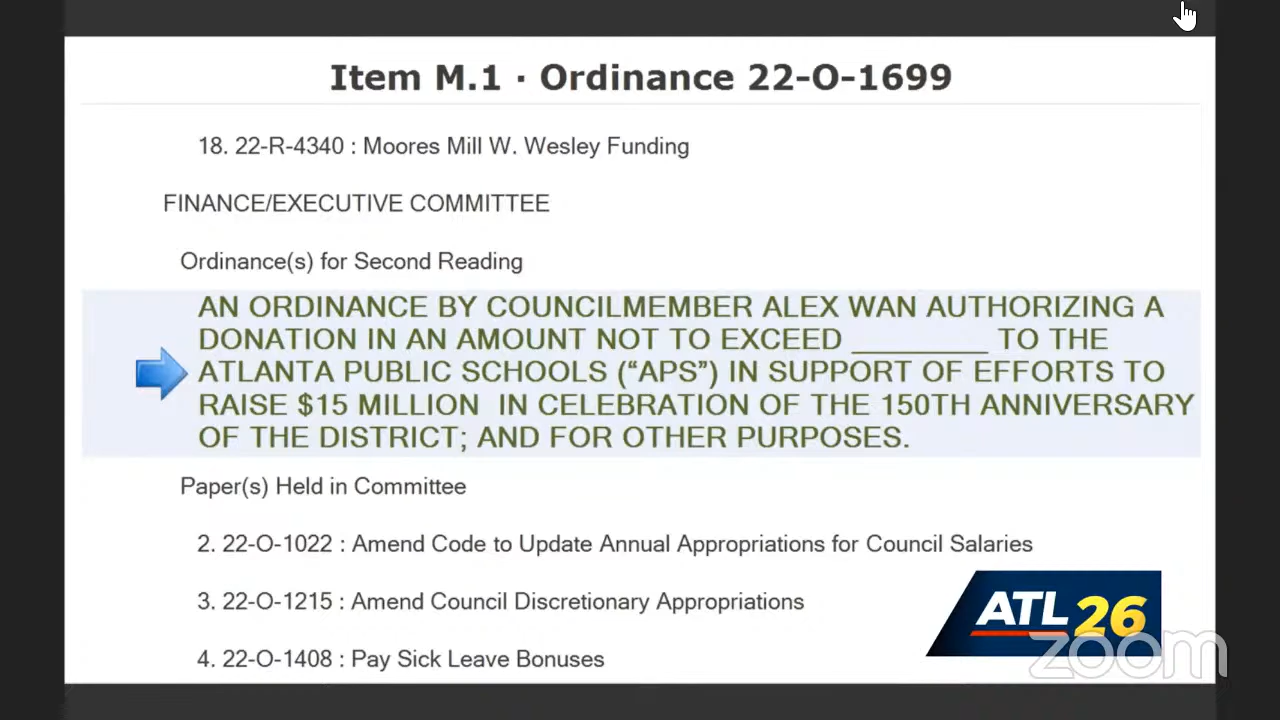 Item M.1 · Ordinance 22-O-1699
18. 22-R-4340 : Moores Mill W. Wesley Funding
FINANCE/EXECUTIVE COMMITTEE
Ordinance(s) for Second Reading
AN ORDINANCE BY COUNCILMEMBER ALEX WAN AUTHORIZING A
DONATION IN AN AMOUNT NOT TO EXCEED ________ TO THE
ATLANTA PUBLIC SCHOOLS (“APS”) IN SUPPORT OF EFFORTS TO
RAISE $15 MILLION IN CELEBRATION OF THE 150TH ANNIVERSARY
OF THE DISTRICT; AND FOR OTHER PURPOSES.
Paper(s) Held in Committee
2. 22-O-1022 : Amend Code to Update Annual Appropriations for Council Salaries
3. 22-O-1215 : Amend Council Discretionary Appropriations
4. 22-O-1408 : Pay Sick Leave Bonuses
ATL 26
zoom